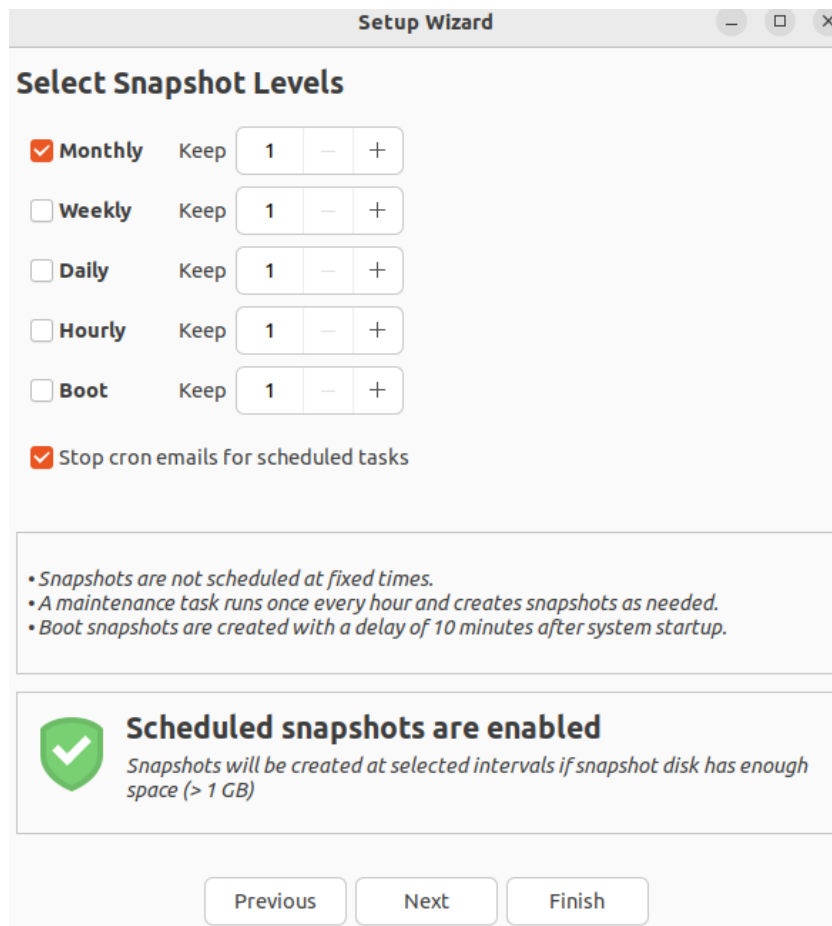 Setup Wizard
Select Snapshot Levels
Monthly Keep 1 — +
Weekly Keep 1 — +
Daily Keep 1 — +
Hourly Keep 1 — +
Boot Keep 1 — +
Stop cron emails for scheduled tasks
• Snapshots are not scheduled at fixed times.
• A maintenance task runs once every hour and creates snapshots as needed.
• Boot snapshots are created with a delay of 10 minutes after system startup.
Scheduled snapshots are enabled
Snapshots will be created at selected intervals if snapshot disk has enough
space (> 1 GB)
Previous Next Finish